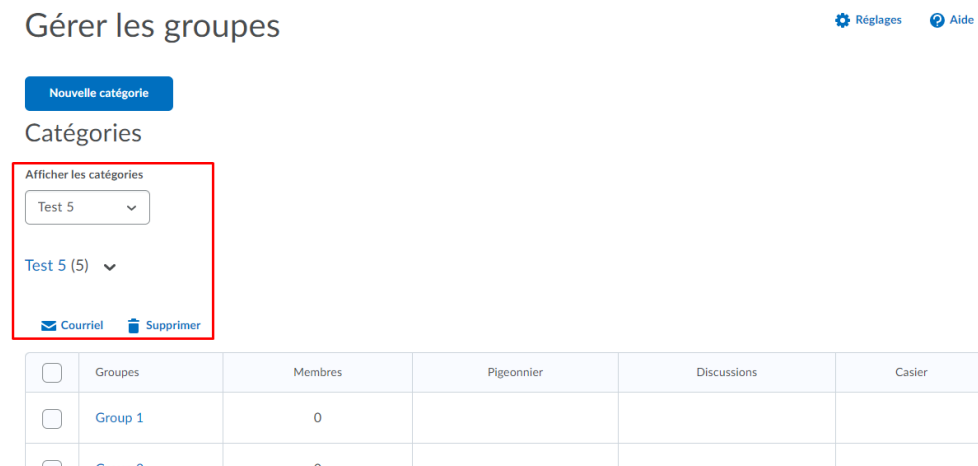 Gérer les groupes
Réglages
Aide
Nouvelle catégorie
Catégories
Afficher les catégories
Test 5
Test 5 (5)
Courriel Supprimer
Groupes Membres Pigeonnier Discussions Casier
Group 1 0